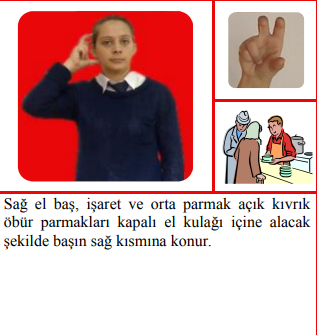 Sağ el baş, işaret ve orta parmak açık kıvrık
öbür parmakları kapalı el kulağı içine alacak
şekilde başın sağ kısmına konur.